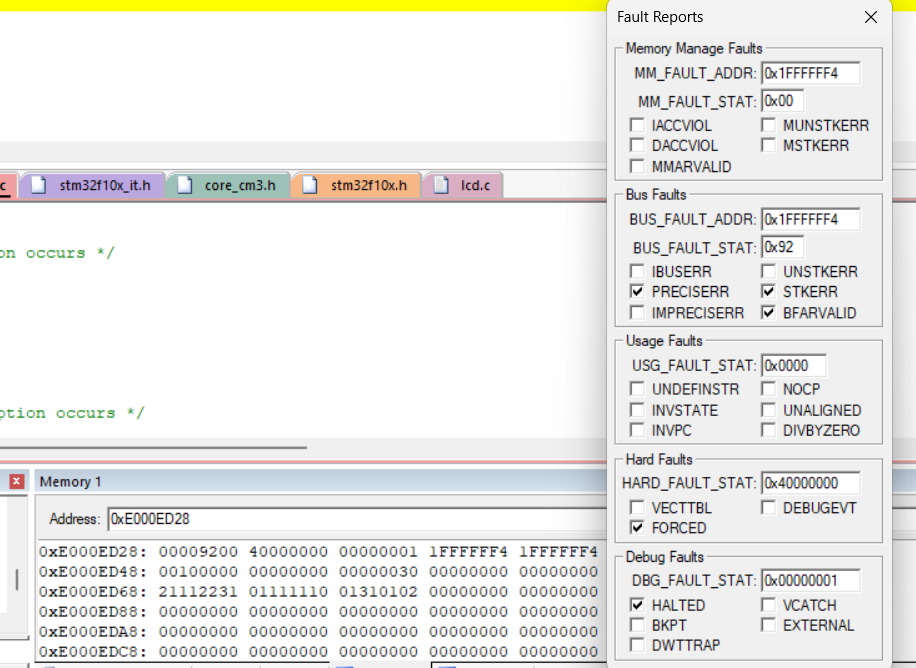 Fault Reports
Memory Manage Faults
MM_FAULT_ADDR: 0x1FFFFFF4
MM_FAULT_STAT: 0x00
IACCVIOL MUNSTKERR
DACCVIOL MSTKERR
MMARVALID
Bus Faults
BUS_FAULT_ADDR: 0x1FFFFFF4
BUS_FAULT_STAT: 0x92
IBUSERR UNSTKERR
PRECISERR STKERR
IMPRECISERR BFARVALID
Usage Faults
USG_FAULT_STAT: 0x0000
UNDEFINSTR NOCP
INVSTATE UNALIGNED
INVPC DIVBYZERO
Hard Faults
HARD_FAULT_STAT: 0x40000000
VECTTBL DEBUGEVT
FORCED
Debug Faults
DBG_FAULT_STAT: 0x00000001
HALTED VCATCH
BKPT EXTERNAL
DWTTRAP
c stm32f10x_it.h core_cm3.h stm32f10x.h lcd.c
on occurs */
ption occurs */
Memory 1
Address: 0xE000ED28
0xE000ED28: 00009200 40000000 00000001 1FFFFFF4 1FFFFFF4
0xE000ED48: 00100000 00000000 00000030 00000000 00000000
0xE000ED68: 21112231 01111110 01310102 00000000 00000000
0xE000ED88: 00000000 00000000 00000000 00000000 00000000
0xE000EDA8: 00000000 00000000 00000000 00000000 00000000
0xE000EDC8: 00000000 00000000 00000000 00000000 00000000